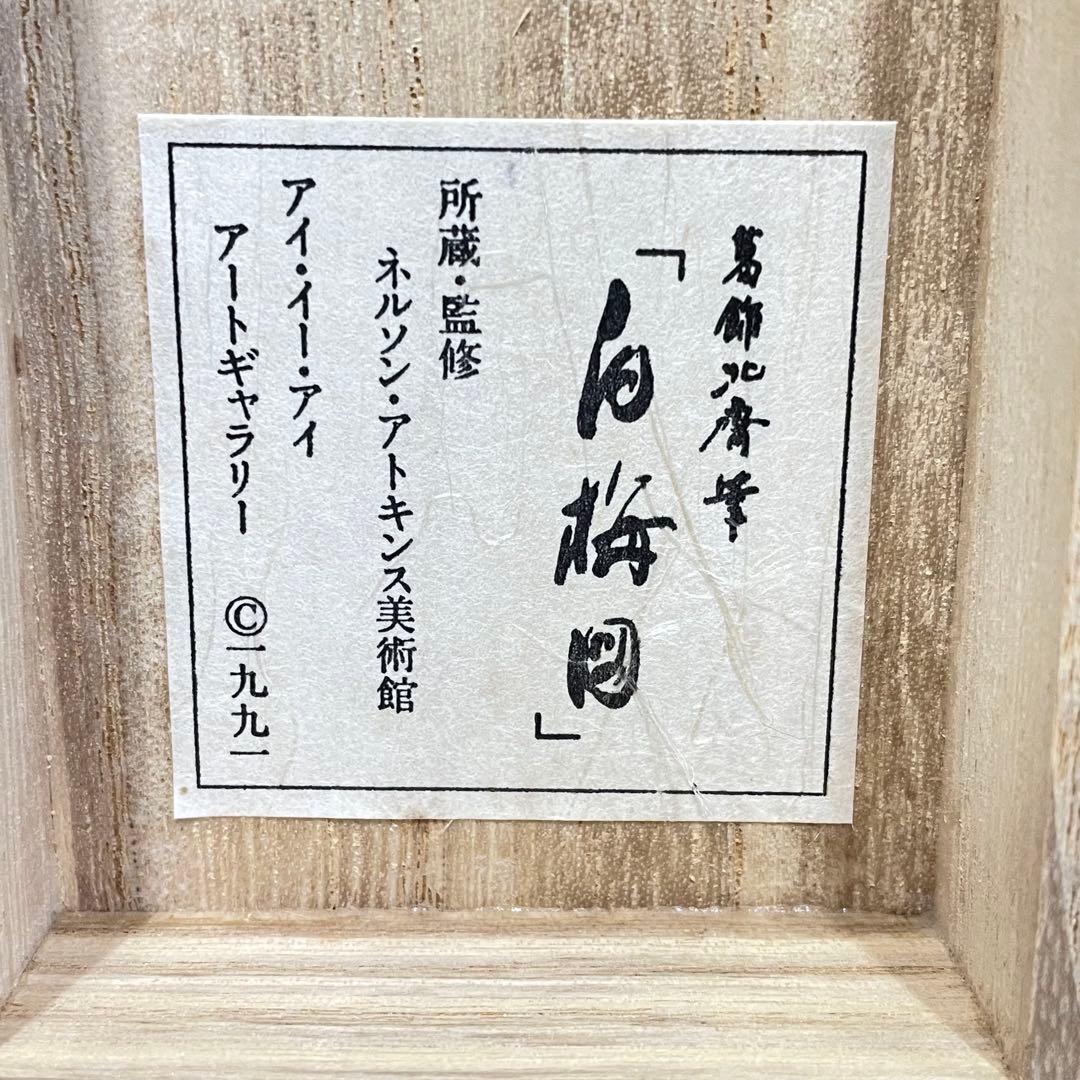 葛飾北斎筆
「白梅図」
所蔵・監修
ネルソン・アトキンス美術館
アイ・イー・アイ
アートギャラリー ©一九九一